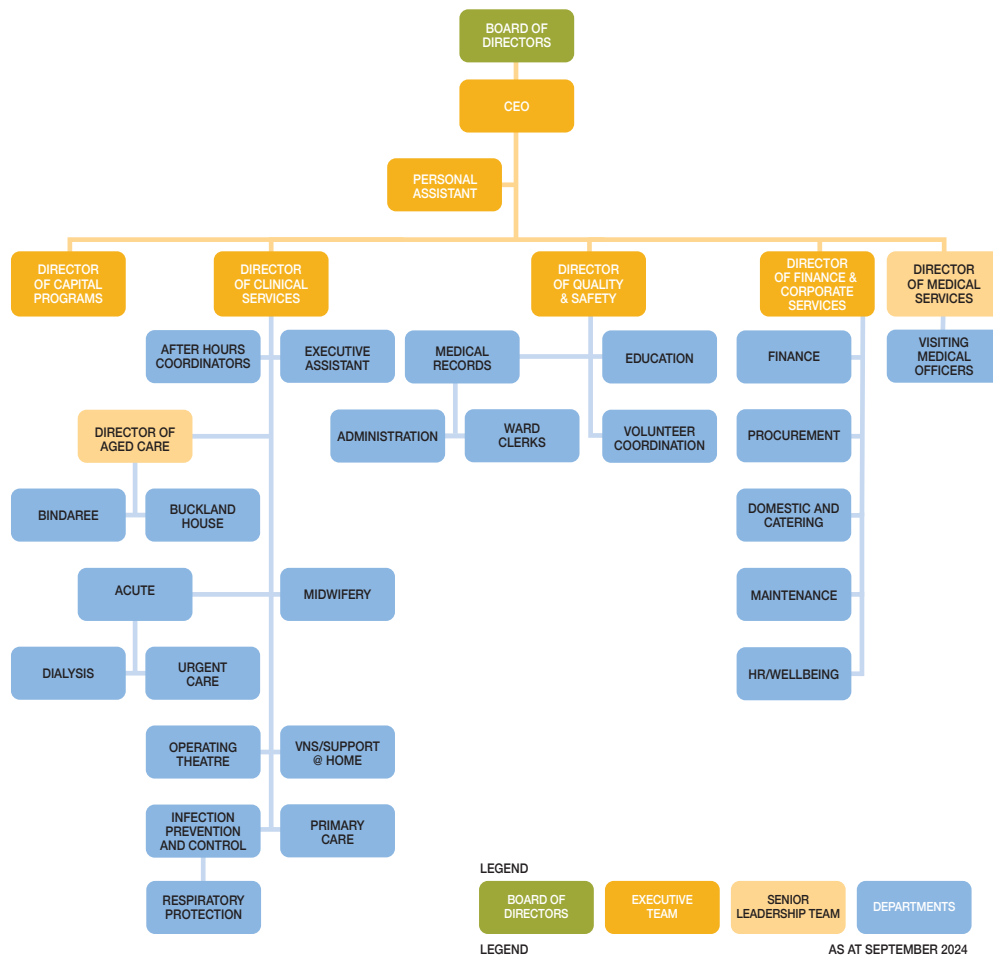 BOARD OF
DIRECTORS
CEO
PERSONAL
ASSISTANT
DIRECTOR
OF CAPITAL
PROGRAMS
DIRECTOR
OF CLINICAL
SERVICES
DIRECTOR
OF QUALITY
& SAFETY
DIRECTOR
OF FINANCE &
CORPORATE
SERVICES
DIRECTOR
OF MEDICAL
SERVICES
AFTER HOURS
COORDINATORS
EXECUTIVE
ASSISTANT
MEDICAL
RECORDS
EDUCATION
FINANCE
VISITING
MEDICAL
OFFICERS
DIRECTOR OF
AGED CARE
ADMINISTRATION
WARD
CLERKS
VOLUNTEER
COORDINATION
PROCUREMENT
BINDAREE
BUCKLAND
HOUSE
DOMESTIC AND
CATERING
ACUTE
MIDWIFERY
MAINTENANCE
DIALYSIS
URGENT
CARE
HR/WELLBEING
OPERATING
THEATRE
VNS/SUPPORT
@ HOME
INFECTION
PREVENTION
AND CONTROL
PRIMARY
CARE
RESPIRATORY
PROTECTION
LEGEND
BOARD OF
DIRECTORS
EXECUTIVE
TEAM
SENIOR
LEADERSHIP TEAM
DEPARTMENTS
LEGEND
AS AT SEPTEMBER 2024